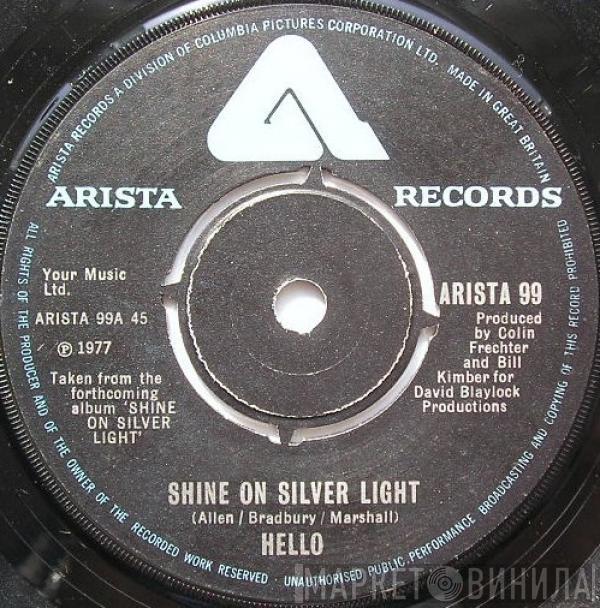 ARISTA RECORDS A DIVISION OF COLUMBIA PICTURES CORPORATION LTD. MADE IN GREAT BRITAIN
ARISTA RECORDS
Your Music
Ltd.
ARISTA 99A 45
℗ 1977
Taken from the
forthcoming
album 'SHINE
ON SILVER
LIGHT'
ARISTA 99
Produced
by Colin
Frechter
and Bill
Kimber for
David Blaylock
Productions
SHINE ON SILVER LIGHT
(Allen / Bradbury / Marshall)
HELLO
ALL RIGHTS OF THE PRODUCER AND OF THE OWNER OF THE RECORDED WORK RESERVED. UNAUTHORISED PUBLIC PERFORMANCE BROADCASTING AND COPYING OF THIS RECORD PROHIBITED
МАРКЕТ ВИНИЛА